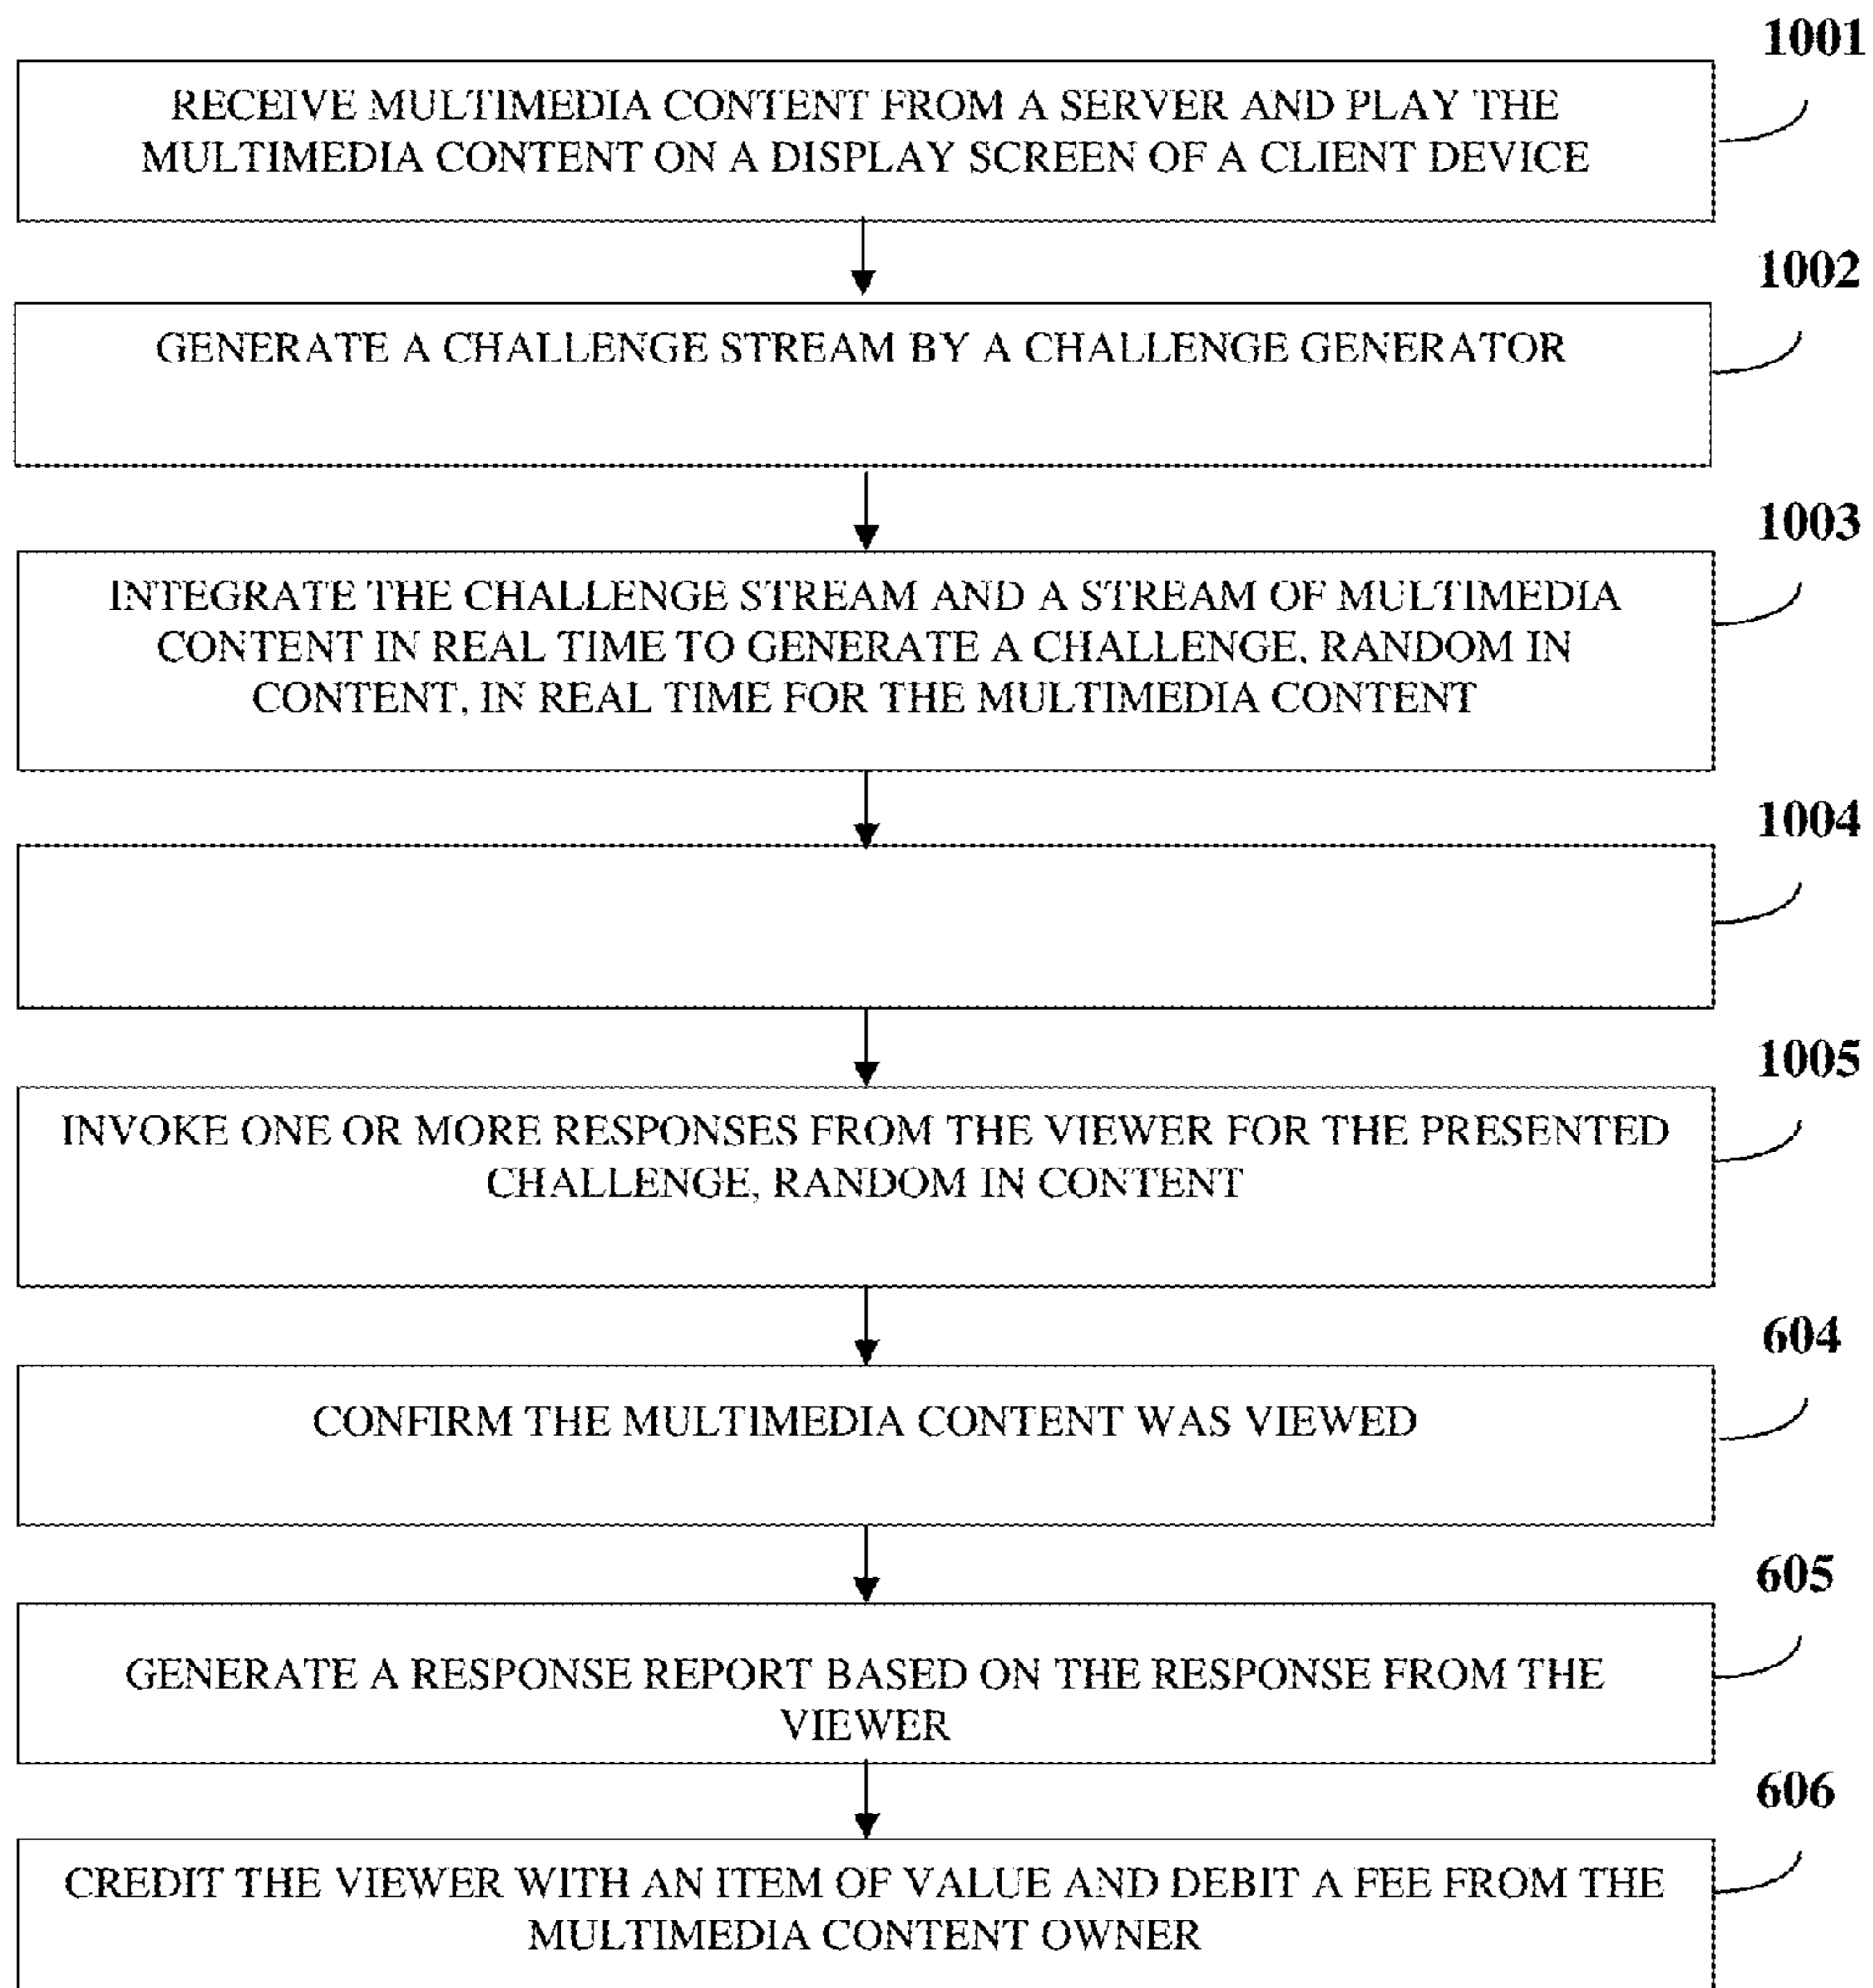 1001
RECEIVE MULTIMEDIA CONTENT FROM A SERVER AND PLAY THE
MULTIMEDIA CONTENT ON A DISPLAY SCREEN OF A CLIENT DEVICE
1002
GENERATE A CHALLENGE STREAM BY A CHALLENGE GENERATOR
1003
INTEGRATE THE CHALLENGE STREAM AND A STREAM OF MULTIMEDIA
CONTENT IN REAL TIME TO GENERATE A CHALLENGE, RANDOM IN
CONTENT, IN REAL TIME FOR THE MULTIMEDIA CONTENT
1004
1005
INVOKE ONE OR MORE RESPONSES FROM THE VIEWER FOR THE PRESENTED
CHALLENGE, RANDOM IN CONTENT
604
CONFIRM THE MULTIMEDIA CONTENT WAS VIEWED
605
GENERATE A RESPONSE REPORT BASED ON THE RESPONSE FROM THE
VIEWER
606
CREDIT THE VIEWER WITH AN ITEM OF VALUE AND DEBIT A FEE FROM THE
MULTIMEDIA CONTENT OWNER